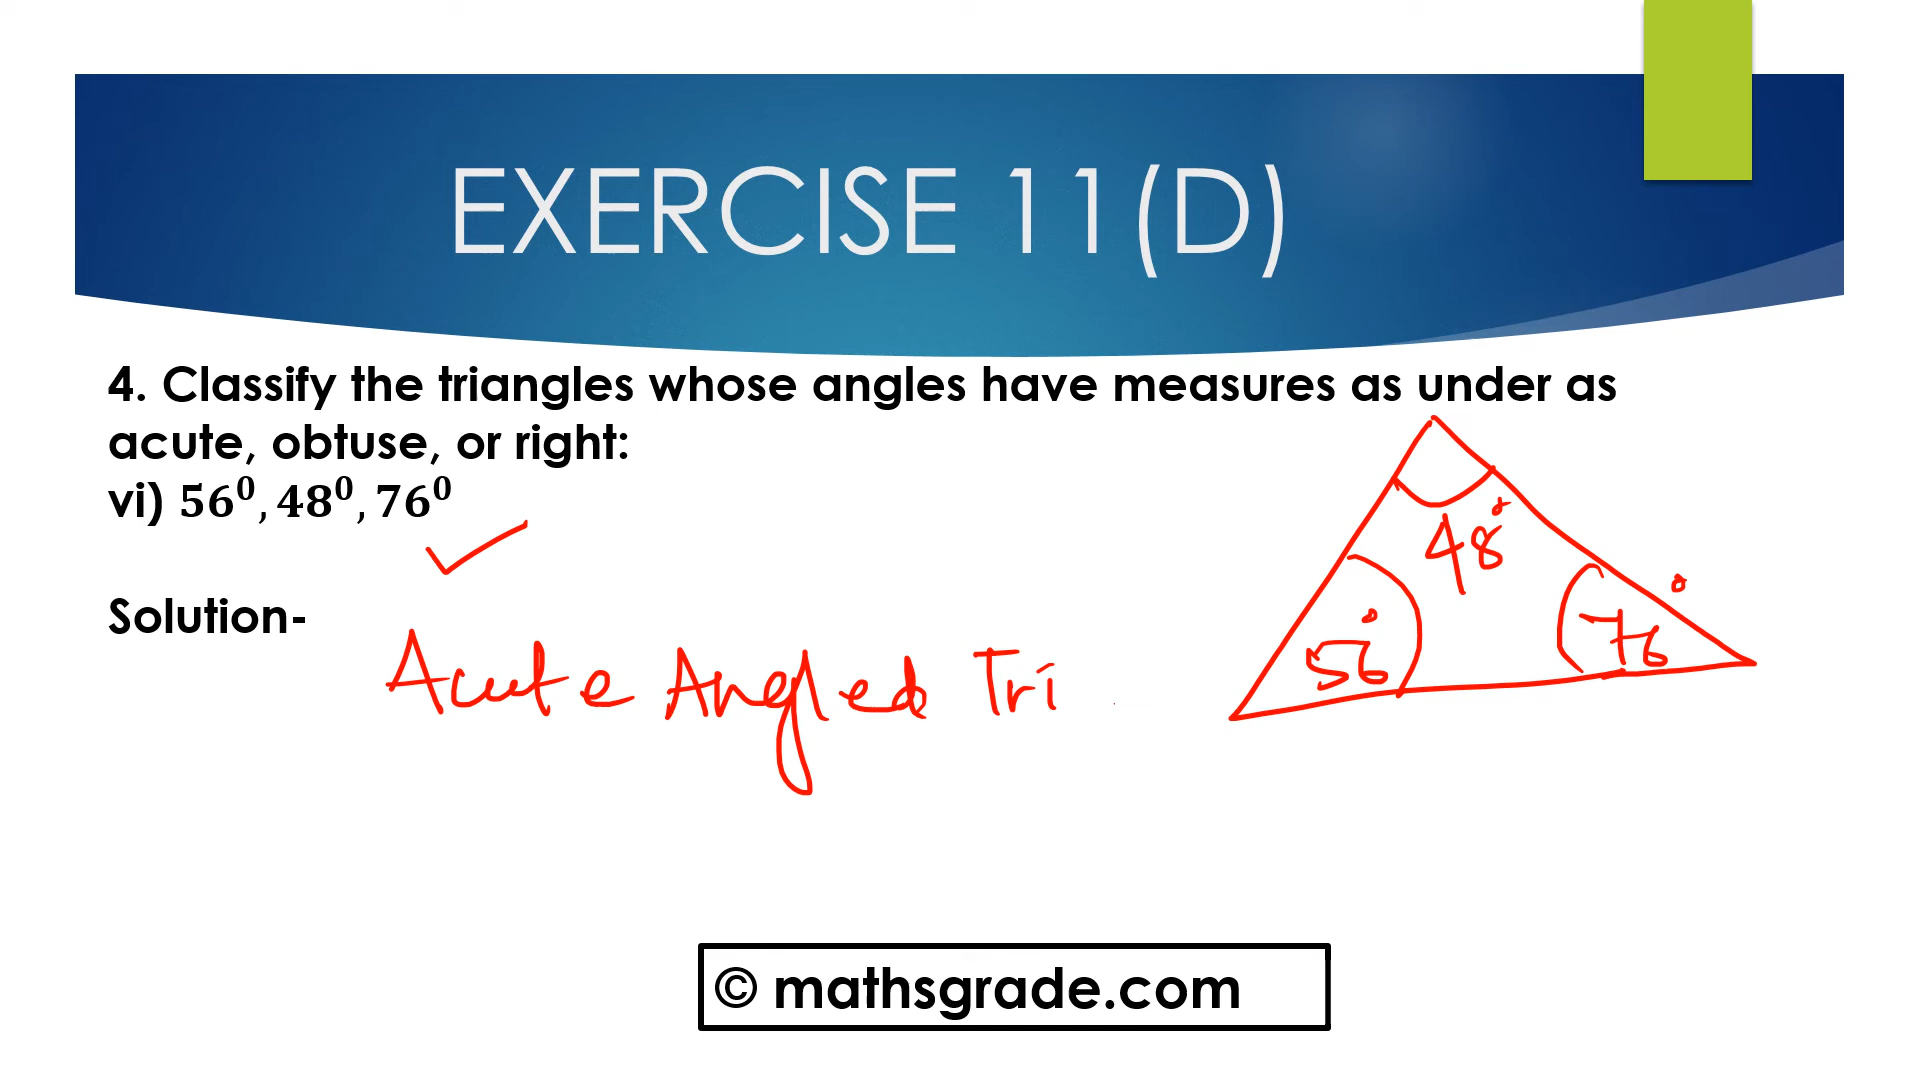 EXERCISE 11(D)
4. Classify the triangles whose angles have measures as under as
acute, obtuse, or right:
vi) 56⁰, 48⁰, 76⁰
48°
Solution-
56°
76°
Acute Angled Tri
© mathsgrade.com